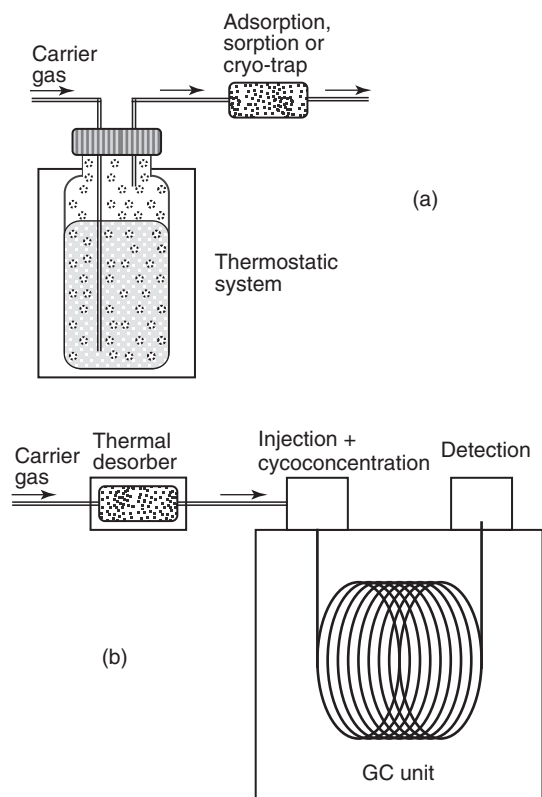 Adsorption,
sorption or
cryo-trap
Carrier
gas
(a)
Thermostatic
system
Carrier
gas
Thermal
desorber
Injection +
cycoconcentration
Detection
(b)
GC unit